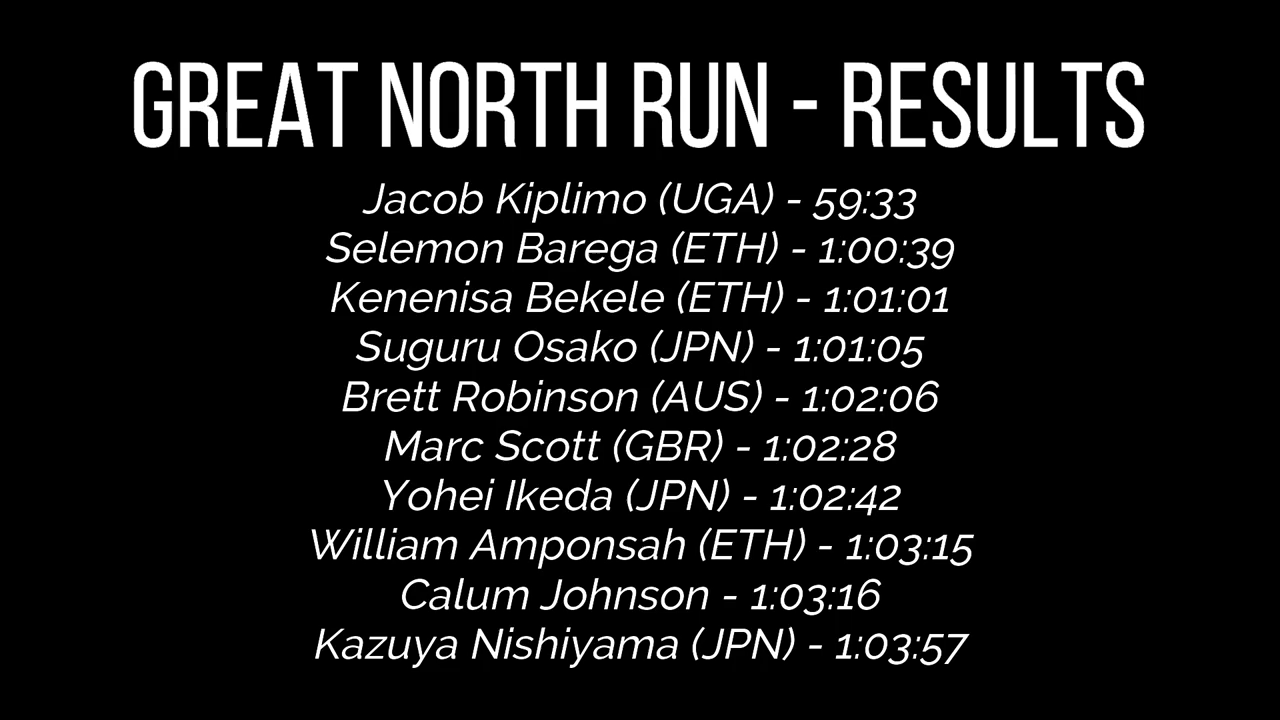 GREAT NORTH RUN - RESULTS
Jacob Kiplimo (UGA) - 59:33
Selemon Barega (ETH) - 1:00:39
Kenenisa Bekele (ETH) - 1:01:01
Suguru Osako (JPN) - 1:01:05
Brett Robinson (AUS) - 1:02:06
Marc Scott (GBR) - 1:02:28
Yohei Ikeda (JPN) - 1:02:42
William Amponsah (ETH) - 1:03:15
Calum Johnson - 1:03:16
Kazuya Nishiyama (JPN) - 1:03:57